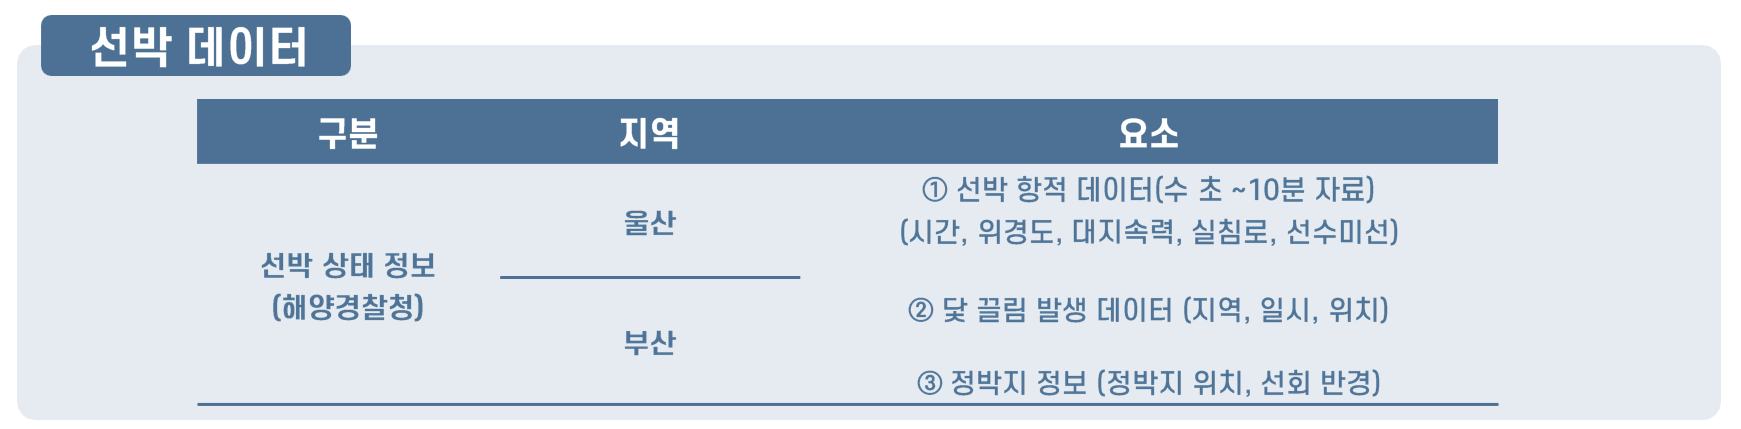 선박 데이터
구분 지역 요소
선박 상태 정보
(해양경찰청)
울산
부산
① 선박 항적 데이터(수 초 ~10분 자료)
(시간, 위경도, 대지속력, 실침로, 선수미선)
② 닻 끌림 발생 데이터 (지역, 일시, 위치)
③ 정박지 정보 (정박지 위치, 선회 반경)